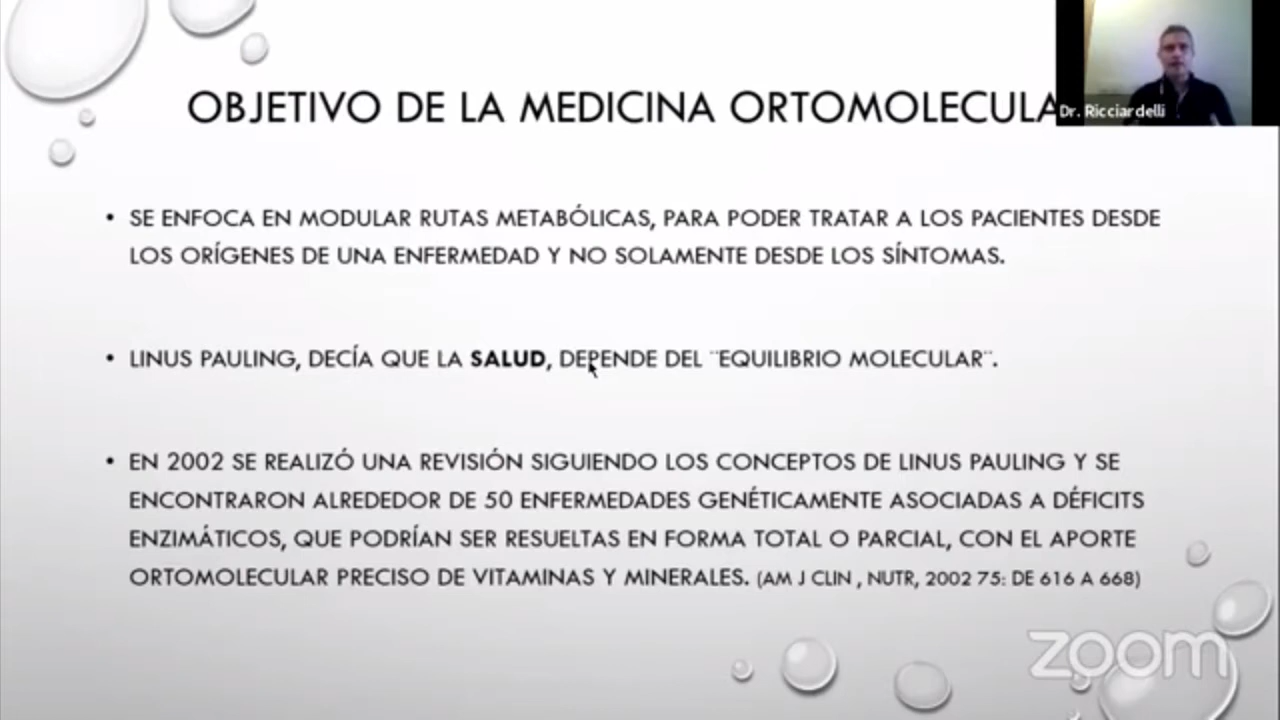 OBJETIVO DE LA MEDICINA ORTOMOLECULA
Dr. Ricciardelli
• SE ENFOCA EN MODULAR RUTAS METABÓLICAS, PARA PODER TRATAR A LOS PACIENTES DESDE
LOS ORÍGENES DE UNA ENFERMEDAD Y NO SOLAMENTE DESDE LOS SÍNTOMAS.
• LINUS PAULING, DECÍA QUE LA SALUD, DEPENDE DEL ¨EQUILIBRIO MOLECULAR¨.
• EN 2002 SE REALIZÓ UNA REVISIÓN SIGUIENDO LOS CONCEPTOS DE LINUS PAULING Y SE
ENCONTRARON ALREDEDOR DE 50 ENFERMEDADES GENÉTICAMENTE ASOCIADAS A DÉFICITS
ENZIMÁTICOS, QUE PODRÍAN SER RESUELTAS EN FORMA TOTAL O PARCIAL, CON EL APORTE
ORTOMOLECULAR PRECISO DE VITAMINAS Y MINERALES. (AM J CLIN , NUTR, 2002 75: DE 616 A 668)
zoom